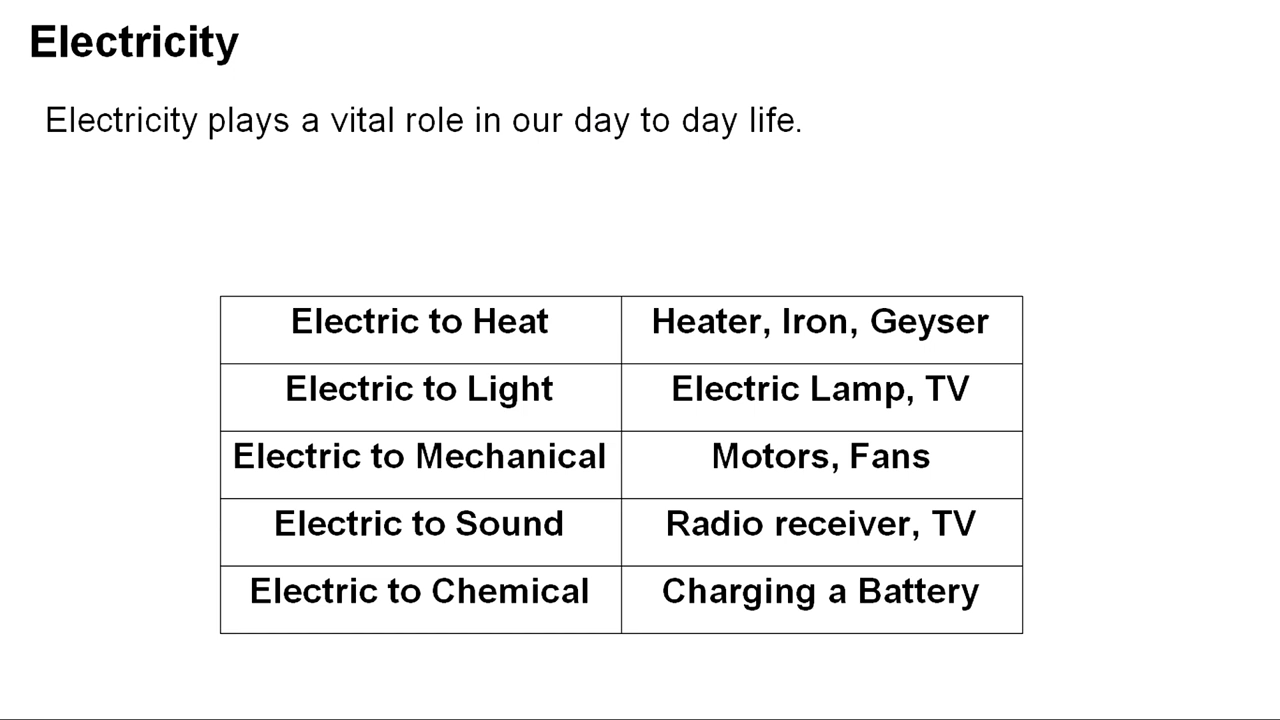 Electricity
Electricity plays a vital role in our day to day life.
Electric to Heat Heater, Iron, Geyser
Electric to Light Electric Lamp, TV
Electric to Mechanical Motors, Fans
Electric to Sound Radio receiver, TV
Electric to Chemical Charging a Battery